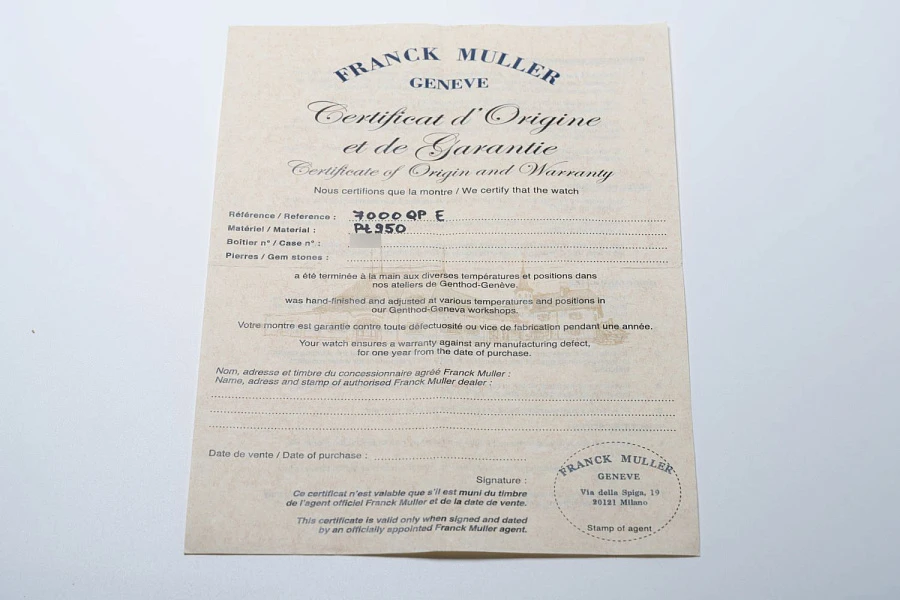 FRANCK MULLER
GENEVE
Certificat d'Origine
et de Garantie
Certificate of Origin and Warranty
Nous certifions que la montre / We certify that the watch
Référence / Reference : 7000 QP E
Matériel / Material : Pt 950
Boîtier n° / Case n° :
Pierres / Gem stones :
a été terminée à la main aux diverses températures et positions dans
nos ateliers de Genthod-Genève.
was hand-finished and adjusted at various temperatures and positions in
our Genthod-Geneva workshops.
Votre montre est garantie contre toute défectuosité ou vice de fabrication pendant une année.
Your watch ensures a warranty against any manufacturing defect,
for one year from the date of purchase.
Nom, adresse et timbre du concessionnaire agréé Franck Muller :
Name, adress and stamp of authorised Franck Muller dealer :
Date de vente / Date of purchase :
Signature :
Ce certificat n'est valable que s'il est muni du timbre
de l'agent officiel Franck Muller et de la date de vente.
This certificate is valid only when signed and dated
by an officially appointed Franck Muller agent.
FRANCK MULLER
GENEVE
Via della Spiga, 19
20121 Milano
Stamp of agent